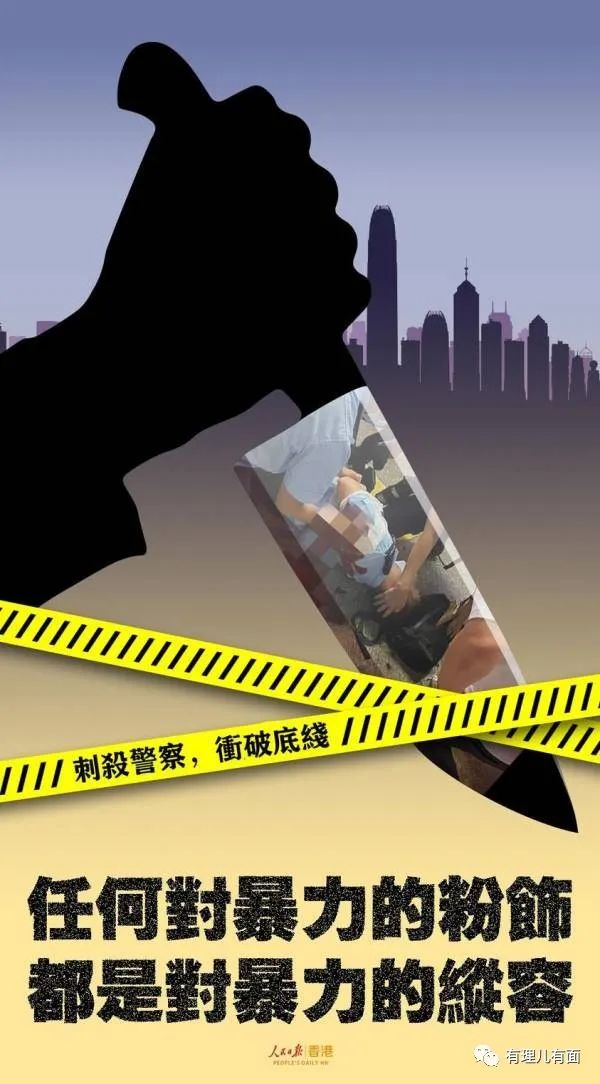 刺殺警察，衝破底綫
任何對暴力的粉飾
都是對暴力的縱容
人民日報|香港
PEOPLE'S DAILY HK
有理儿有面